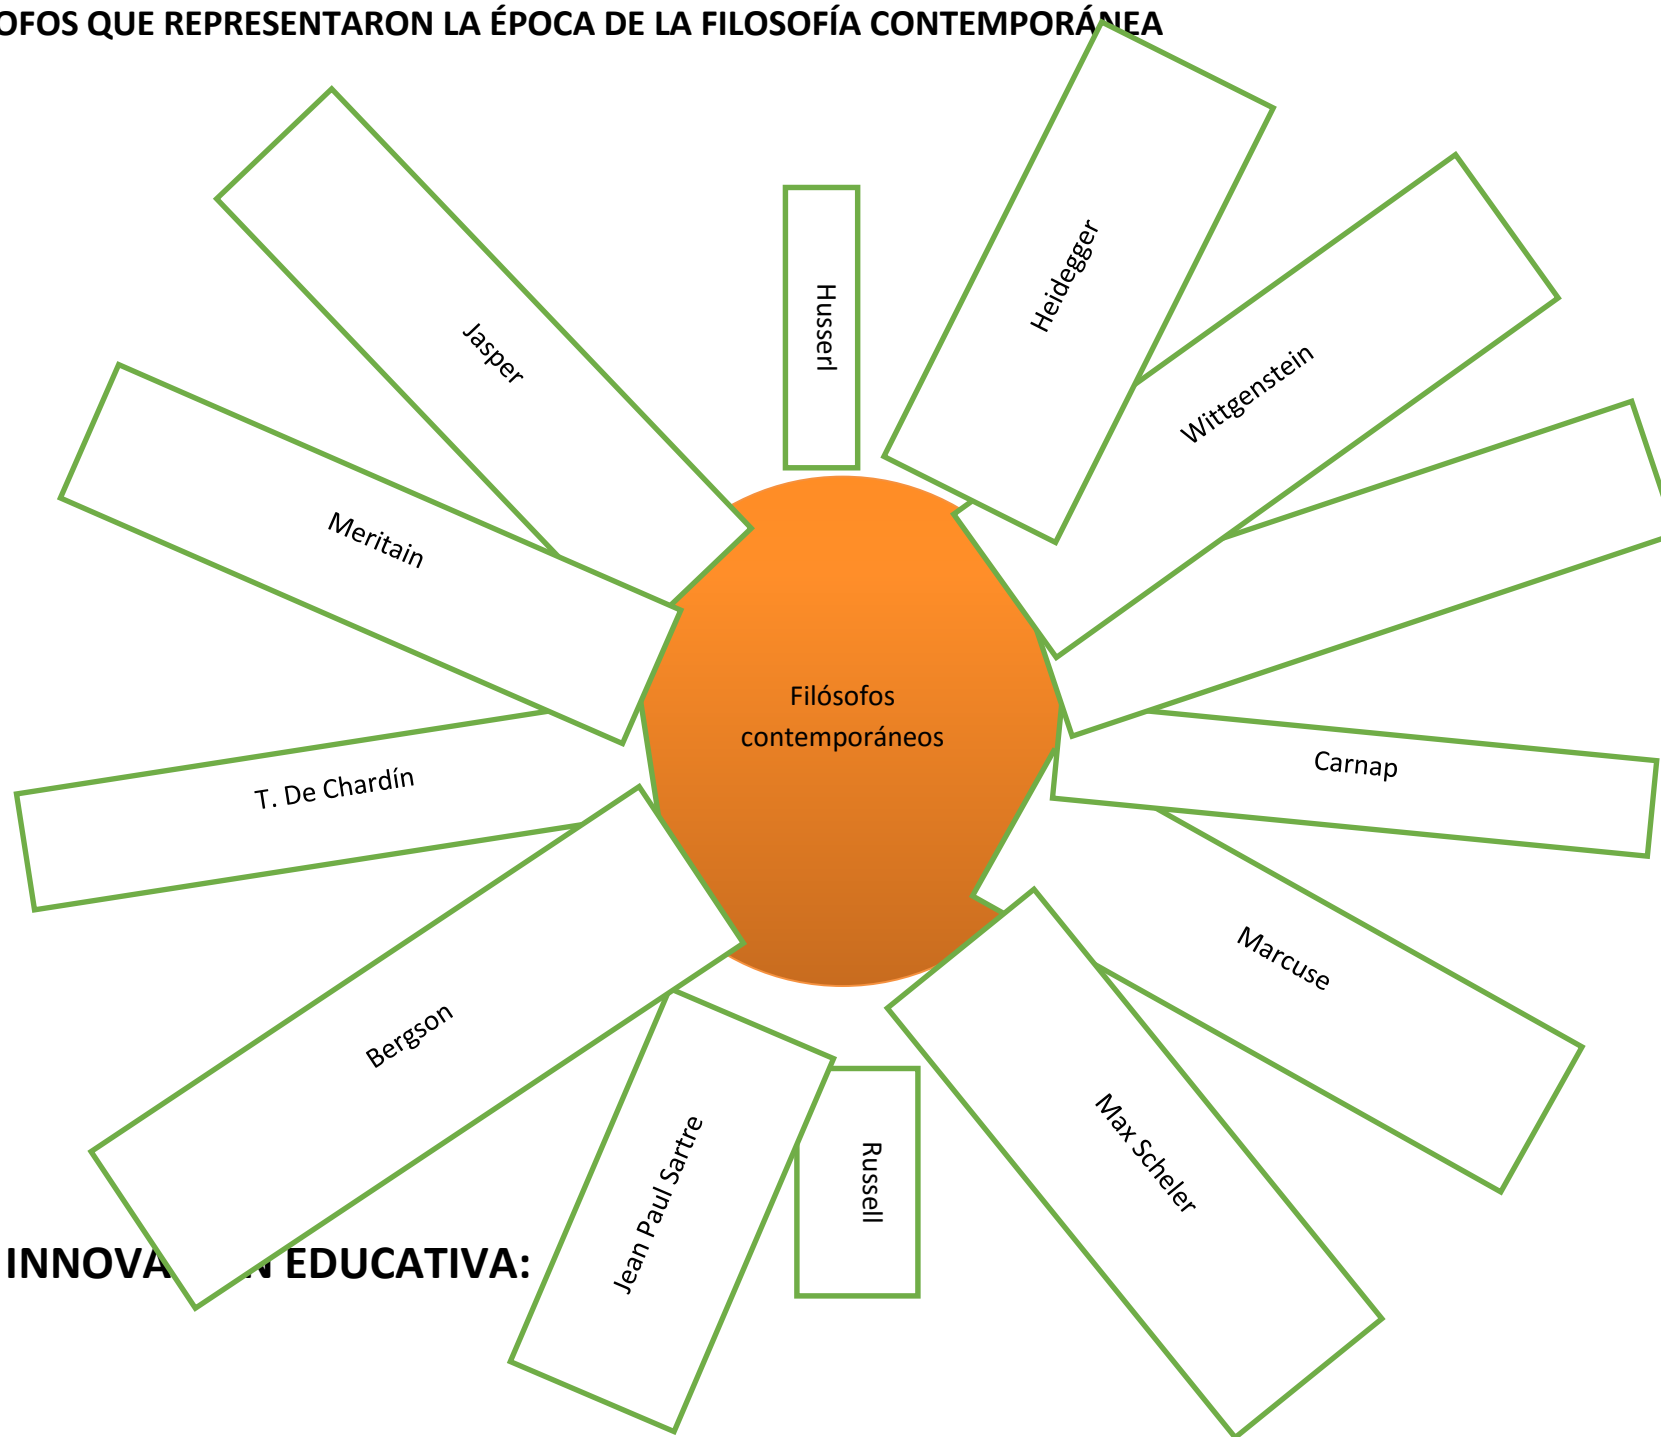 OFOS QUE REPRESENTARON LA ÉPOCA DE LA FILOSOFÍA CONTEMPORÁNEA
Heidegger
Husserl
Jasper
Wittgenstein
Meritain
Filósofos
contemporáneos
T. De Chardín
Carnap
Marcuse
Bergson
Max Scheler
Jean Paul Sartre
Russell
INNOVA N EDUCATIVA: